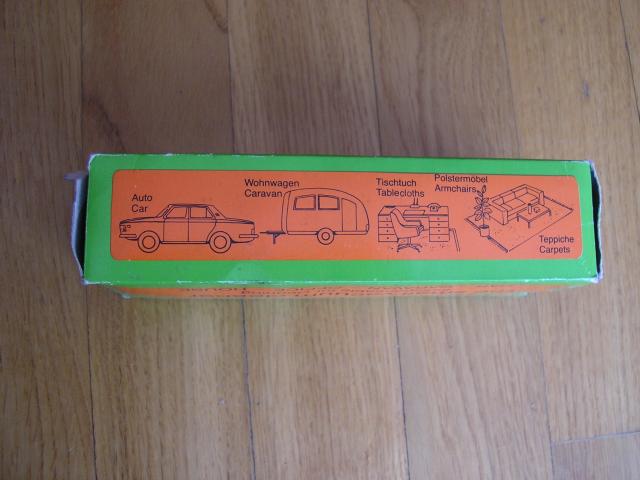 Auto
Car
Wohnwagen
Caravan
Tischtuch
Tablecloths
Polstermöbel
Armchairs
Teppiche
Carpets